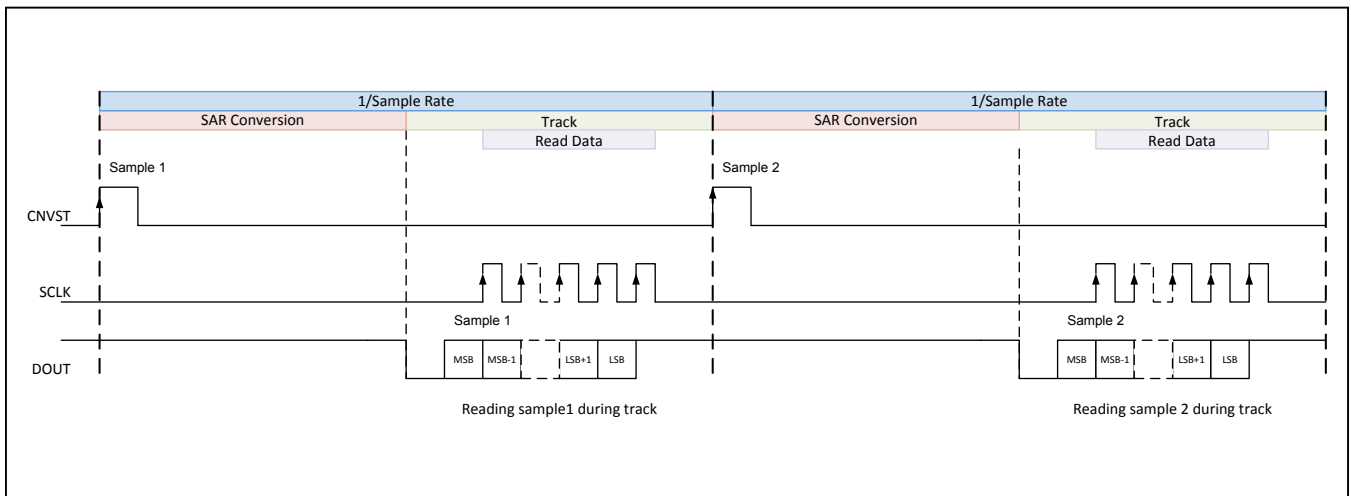 1/Sample Rate 1/Sample Rate
SAR Conversion Track SAR Conversion Track
Read Data Read Data
Sample 1 Sample 2
CNVST
SCLK
Sample 1 Sample 2
DOUT MSB MSB-1 LSB+1 LSB MSB MSB-1 LSB+1 LSB
Reading sample1 during track Reading sample 2 during track